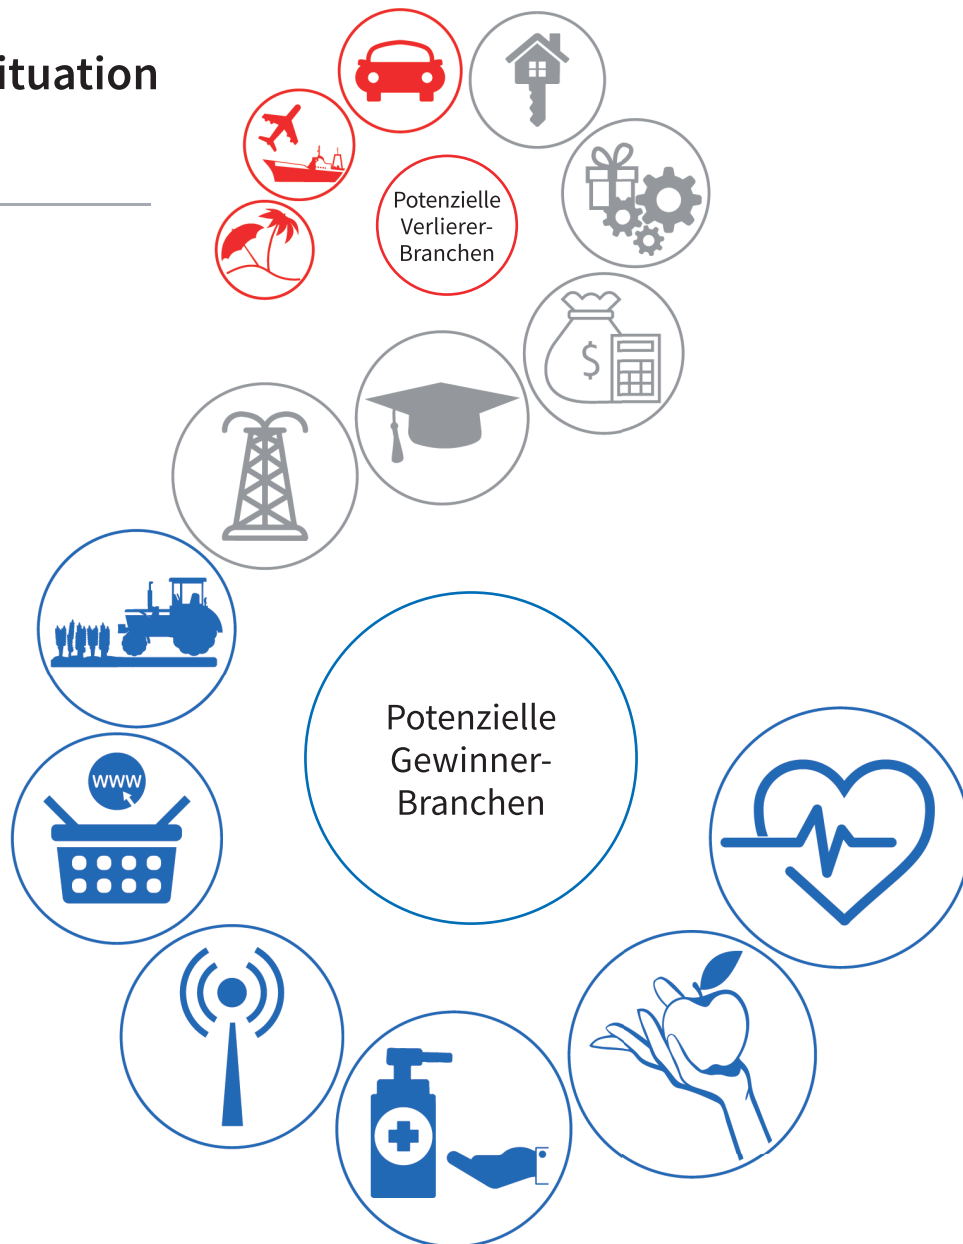 ituation
Potenzielle
Verlierer-
Branchen
$
Potenzielle
Gewinner-
Branchen
www